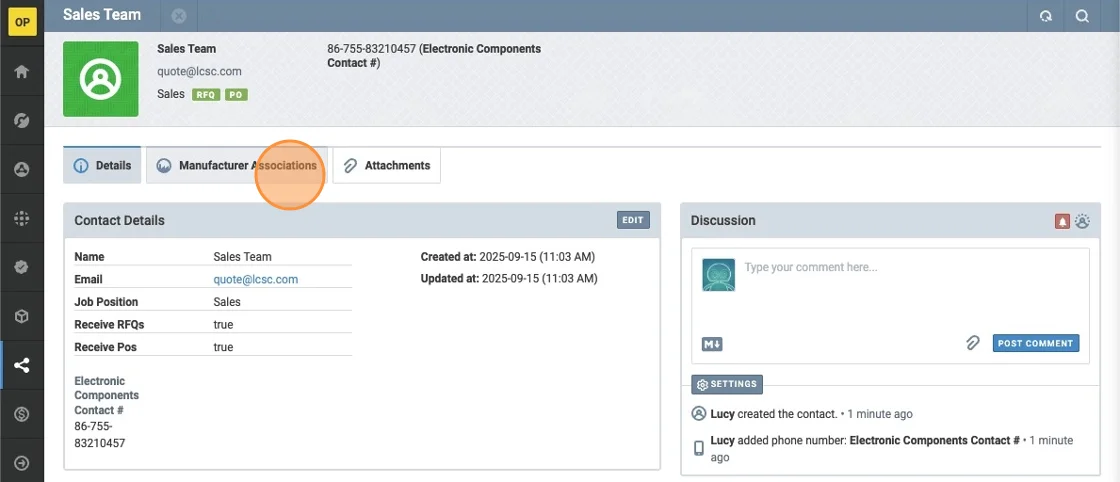 OP
Sales Team
Sales Team
quote@lcsc.com
Sales RFQ PO
86-755-83210457 (Electronic Components
Contact #)
Details
Manufacturer Associations
Attachments
Contact Details
EDIT
Name Sales Team
Email quote@lcsc.com
Job Position Sales
Receive RFQs true
Receive Pos true
Created at: 2025-09-15 (11:03 AM)
Updated at: 2025-09-15 (11:03 AM)
Electronic
Components
Contact #
86-755-
83210457
Discussion
Type your comment here...
M
POST COMMENT
SETTINGS
Lucy created the contact. • 1 minute ago
Lucy added phone number: Electronic Components Contact # • 1 minute
ago